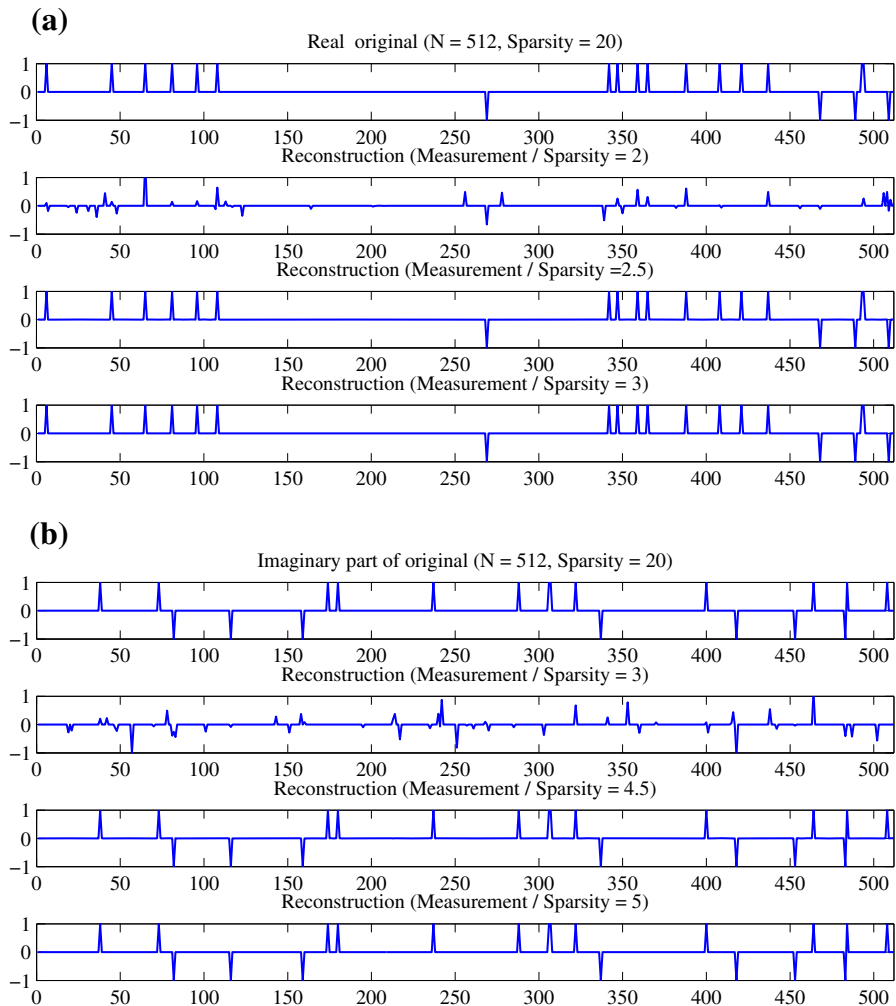 (a)
Real original (N = 512, Sparsity = 20)
1
0
−1
0 50 100 150 200 250 300 350 400 450 500
Reconstruction (Measurement / Sparsity = 2)
1
0
−1
0 50 100 150 200 250 300 350 400 450 500
Reconstruction (Measurement / Sparsity =2.5)
1
0
−1
0 50 100 150 200 250 300 350 400 450 500
Reconstruction (Measurement / Sparsity = 3)
1
0
−1
0 50 100 150 200 250 300 350 400 450 500
(b)
Imaginary part of original (N = 512, Sparsity = 20)
1
0
−1
0 50 100 150 200 250 300 350 400 450 500
Reconstruction (Measurement / Sparsity = 3)
1
0
−1
0 50 100 150 200 250 300 350 400 450 500
Reconstruction (Measurement / Sparsity = 4.5)
1
0
−1
0 50 100 150 200 250 300 350 400 450 500
Reconstruction (Measurement / Sparsity = 5)
1
0
−1
0 50 100 150 200 250 300 350 400 450 500